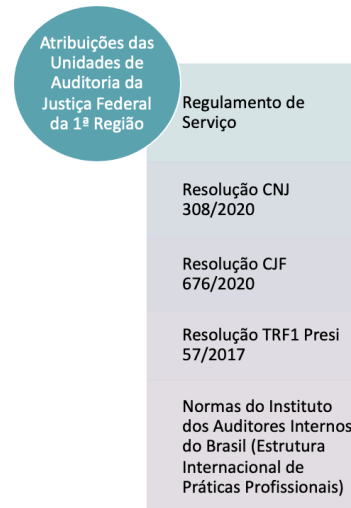 Atribuições das
Unidades de
Auditoria da
Justiça Federal
da 1ª Região
Regulamento de
Serviço
Resolução CNJ
308/2020
Resolução CJF
676/2020
Resolução TRF1 Presi
57/2017
Normas do Instituto
dos Auditores Internos
do Brasil (Estrutura
Internacional de
Práticas Profissionais)